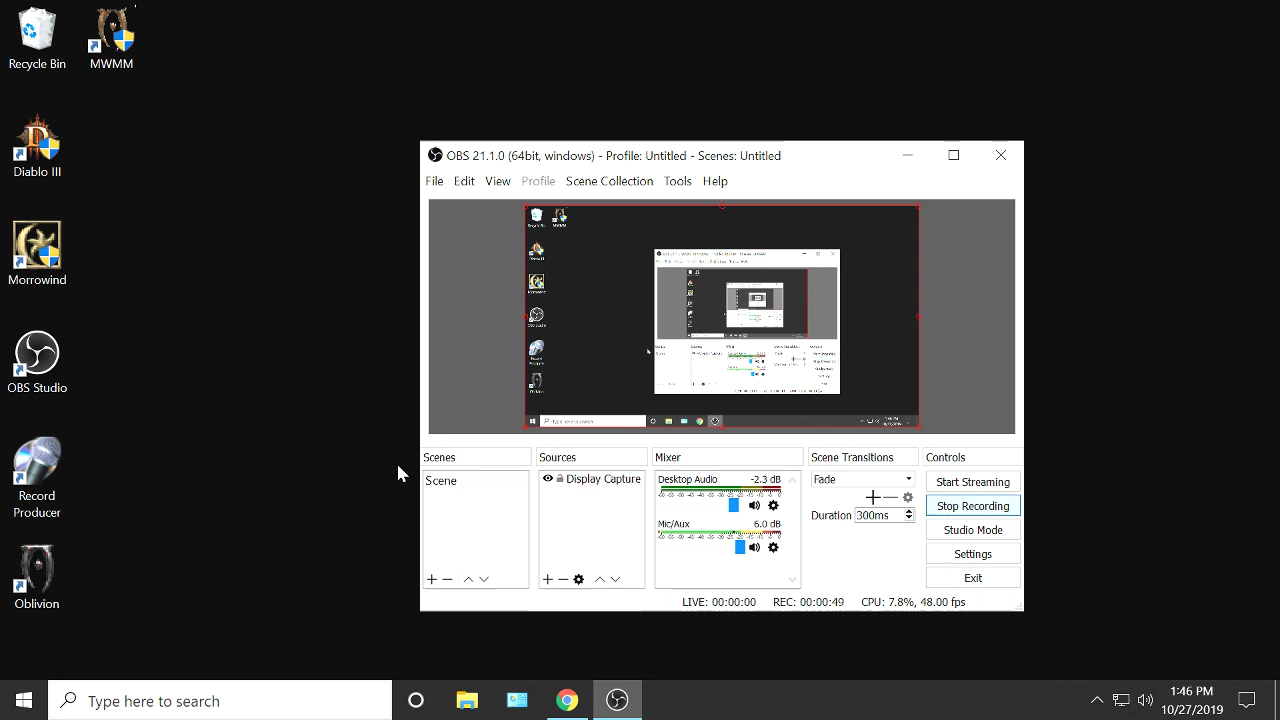 Recycle Bin
MWMM
Diablo III
Morrowind
OBS Studio
Record
Producer
Oblivion
OBS 21.1.0 (64bit, windows) - Profile: Untitled - Scenes: Untitled
File Edit View Profile Scene Collection Tools Help
Scenes
Scene
Sources
Display Capture
Mixer
Desktop Audio -2.3 dB
Mic/Aux 6.0 dB
Scene Transitions
Fade
Duration 300ms
Controls
Start Streaming
Stop Recording
Studio Mode
Settings
Exit
LIVE: 00:00:00 REC: 00:00:49 CPU: 7.8%, 48.00 fps
Type here to search
1:46 PM
10/27/2019